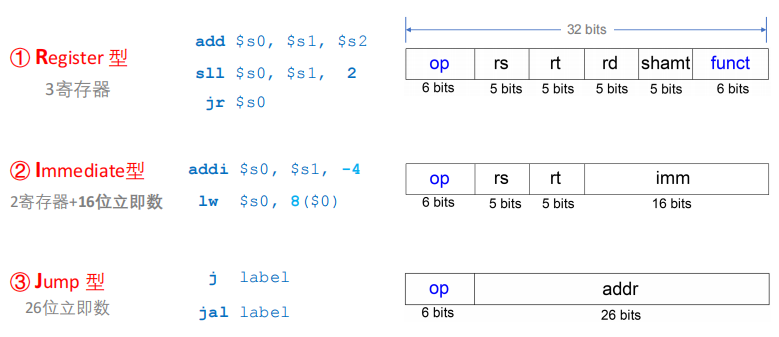 ① Register 型
3寄存器
add $s0, $s1, $s2
sll $s0, $s1, 2
jr $s0
32 bits
op rs rt rd shamt funct
6 bits 5 bits 5 bits 5 bits 5 bits 6 bits
② Immediate型
2寄存器+16位立即数
addi $s0, $s1, -4
lw $s0, 8($0)
op rs rt imm
6 bits 5 bits 5 bits 16 bits
③ Jump 型
26位立即数
j label
jal label
op addr
6 bits 26 bits